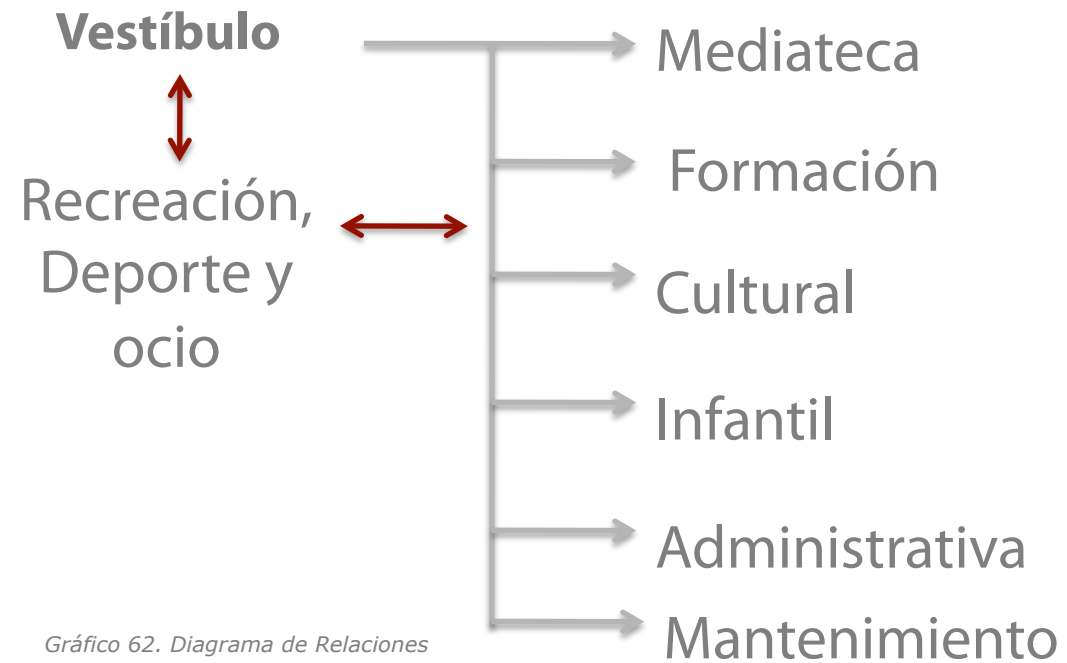 Vestíbulo
Recreación,
Deporte y
ocio
Mediateca
Formación
Cultural
Infantil
Administrativa
Mantenimiento
Gráfico 62. Diagrama de Relaciones